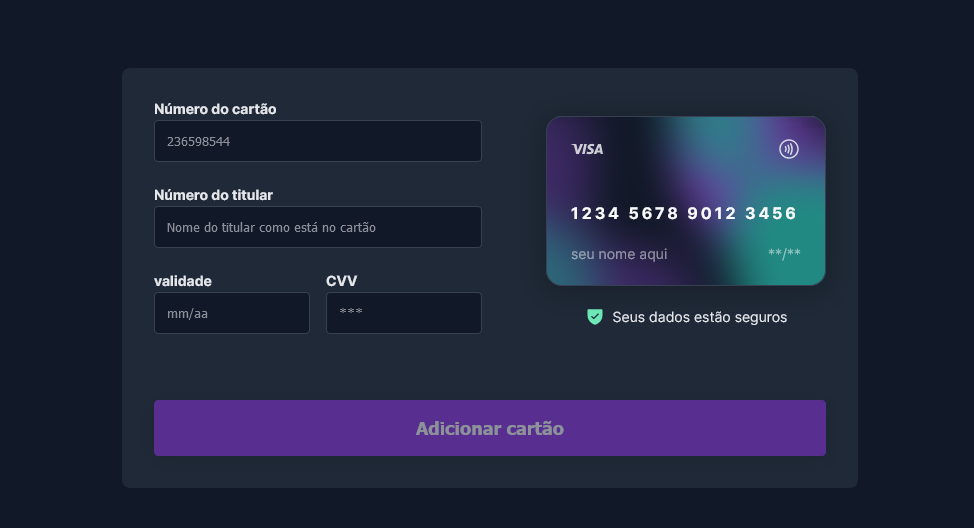 Número do cartão
236598544
Número do titular
Nome do titular como está no cartão
validade
mm/aa
CVV
***
VISA
1234 5678 9012 3456
seu nome aqui
**/**
Seus dados estão seguros
Adicionar cartão